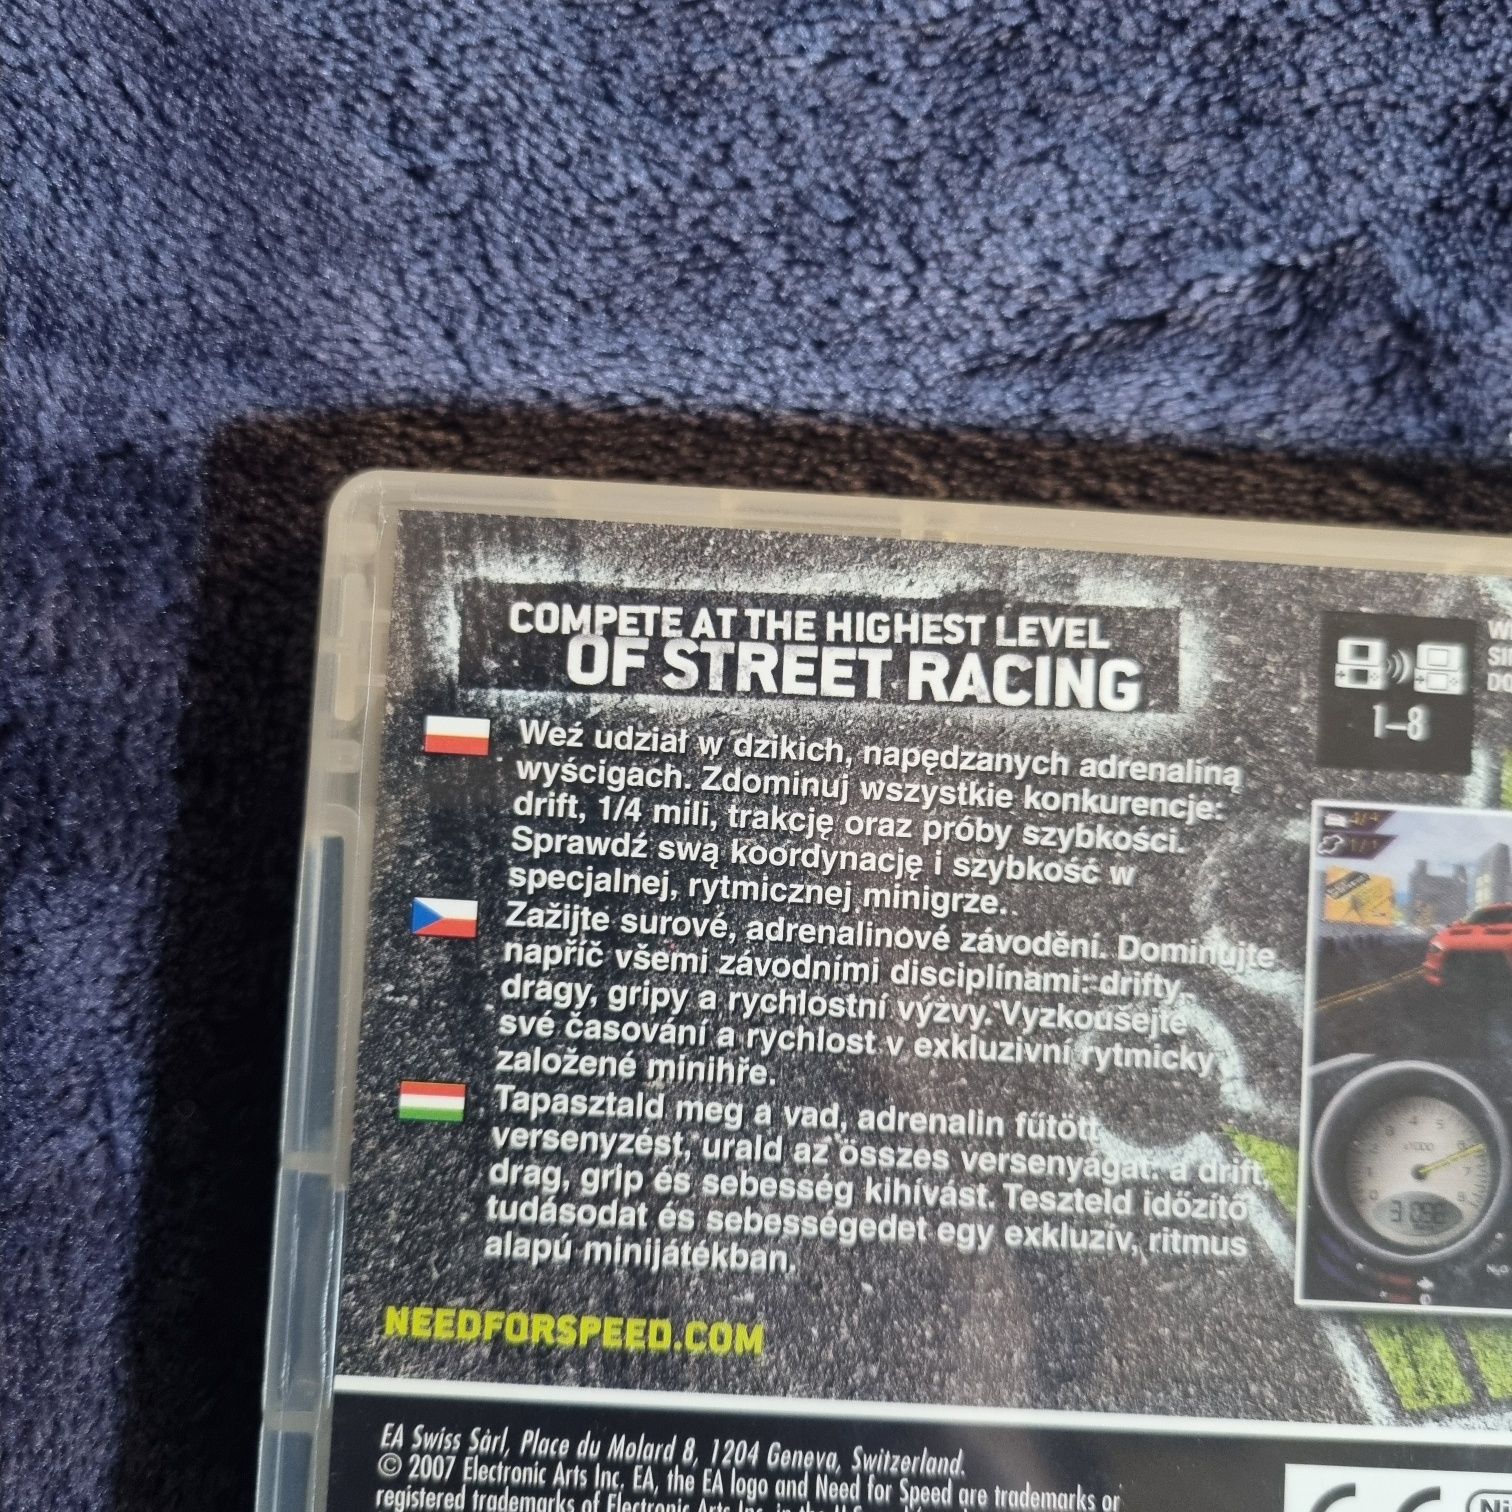 COMPETE AT THE HIGHEST LEVEL
OF STREET RACING
Weź udział w dzikich, napędzanych adrenaliną
wyścigach. Zdominuj wszystkie konkurencje:
drift, 1/4 mili, trakcję oraz próby szybkości.
Sprawdź swą koordynację i szybkość w
specjalnej, rytmicznej minigrze..
Zažijte surové, adrenalinové závodění. Dominujte
napříč všemi závodními disciplínami: drifty,
dragy, gripy a rychlostní výzvy. Vyzkoušejte
své časování a rychlost v exkluzivní rytmicky
založené minihře.
Tapasztald meg a vad, adrenalin fűtött
versenyzést, urald az összes versenyágat: a drift,
drag, grip és sebesség kihívást. Teszteld időzítő
tudásodat és sebességedet egy exkluzív, ritmus
alapú minijátékban.
NEEDFORSPEED.COM
1–8
4/4
1/1
EA Swiss Sàrl, Place du Molard 8, 1204 Geneva, Switzerland.
© 2007 Electronic Arts Inc. EA, the EA logo and Need for Speed are trademarks or
registered trademarks of Electronic Arts Inc. in the U.S.